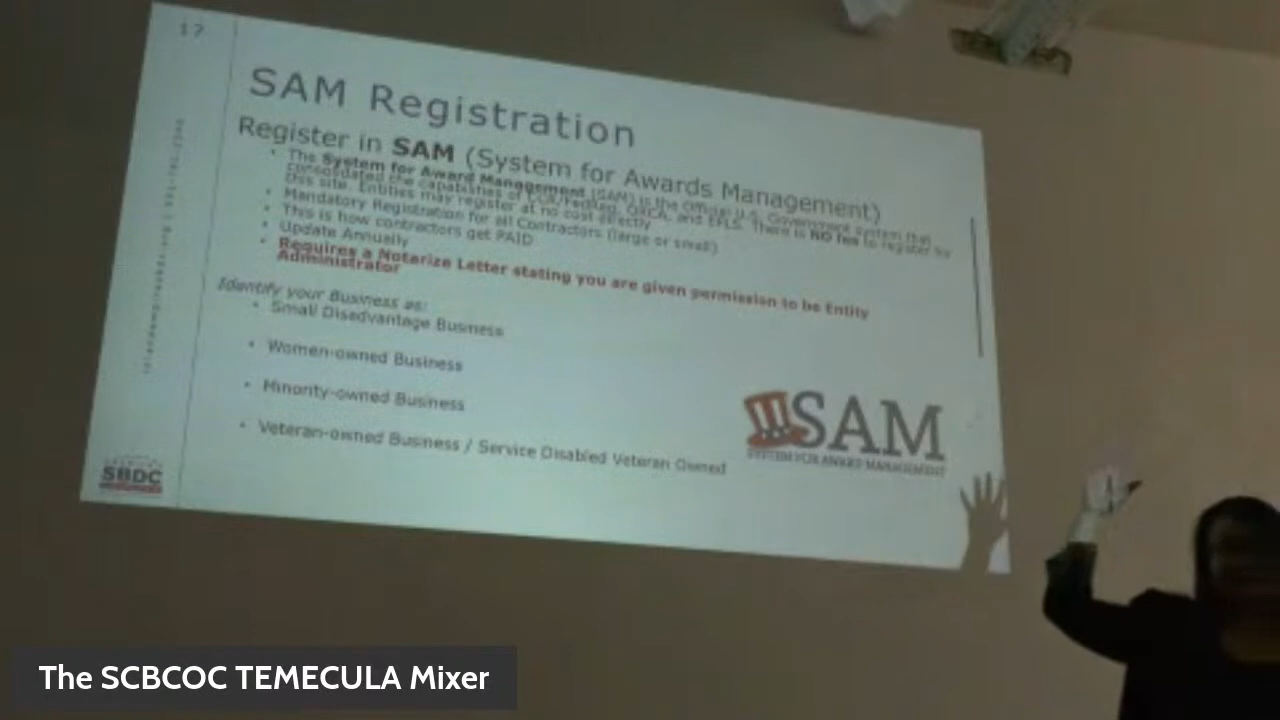 17
SAM Registration
Register in SAM (System for Awards Management)
• The System for Award Management (SAM) is the Official U.S. Government system that
consolidated the capabilities of CCR/FedReg, ORCA, and EPLS. There is NO fee to register for
this site. Entities may register at no cost directly
• Mandatory Registration for all Contractors (large or small)
• This is how contractors get PAID
• Update Annually
• Requires a Notarize Letter stating you are given permission to be Entity
Administrator
Identify your Business as:
• Small Disadvantage Business
• Women-owned Business
• Minority-owned Business
• Veteran-owned Business / Service Disabled Veteran Owned
SAM
SYSTEM FOR AWARD MANAGEMENT
SBDC
The SCBCOC TEMECULA Mixer